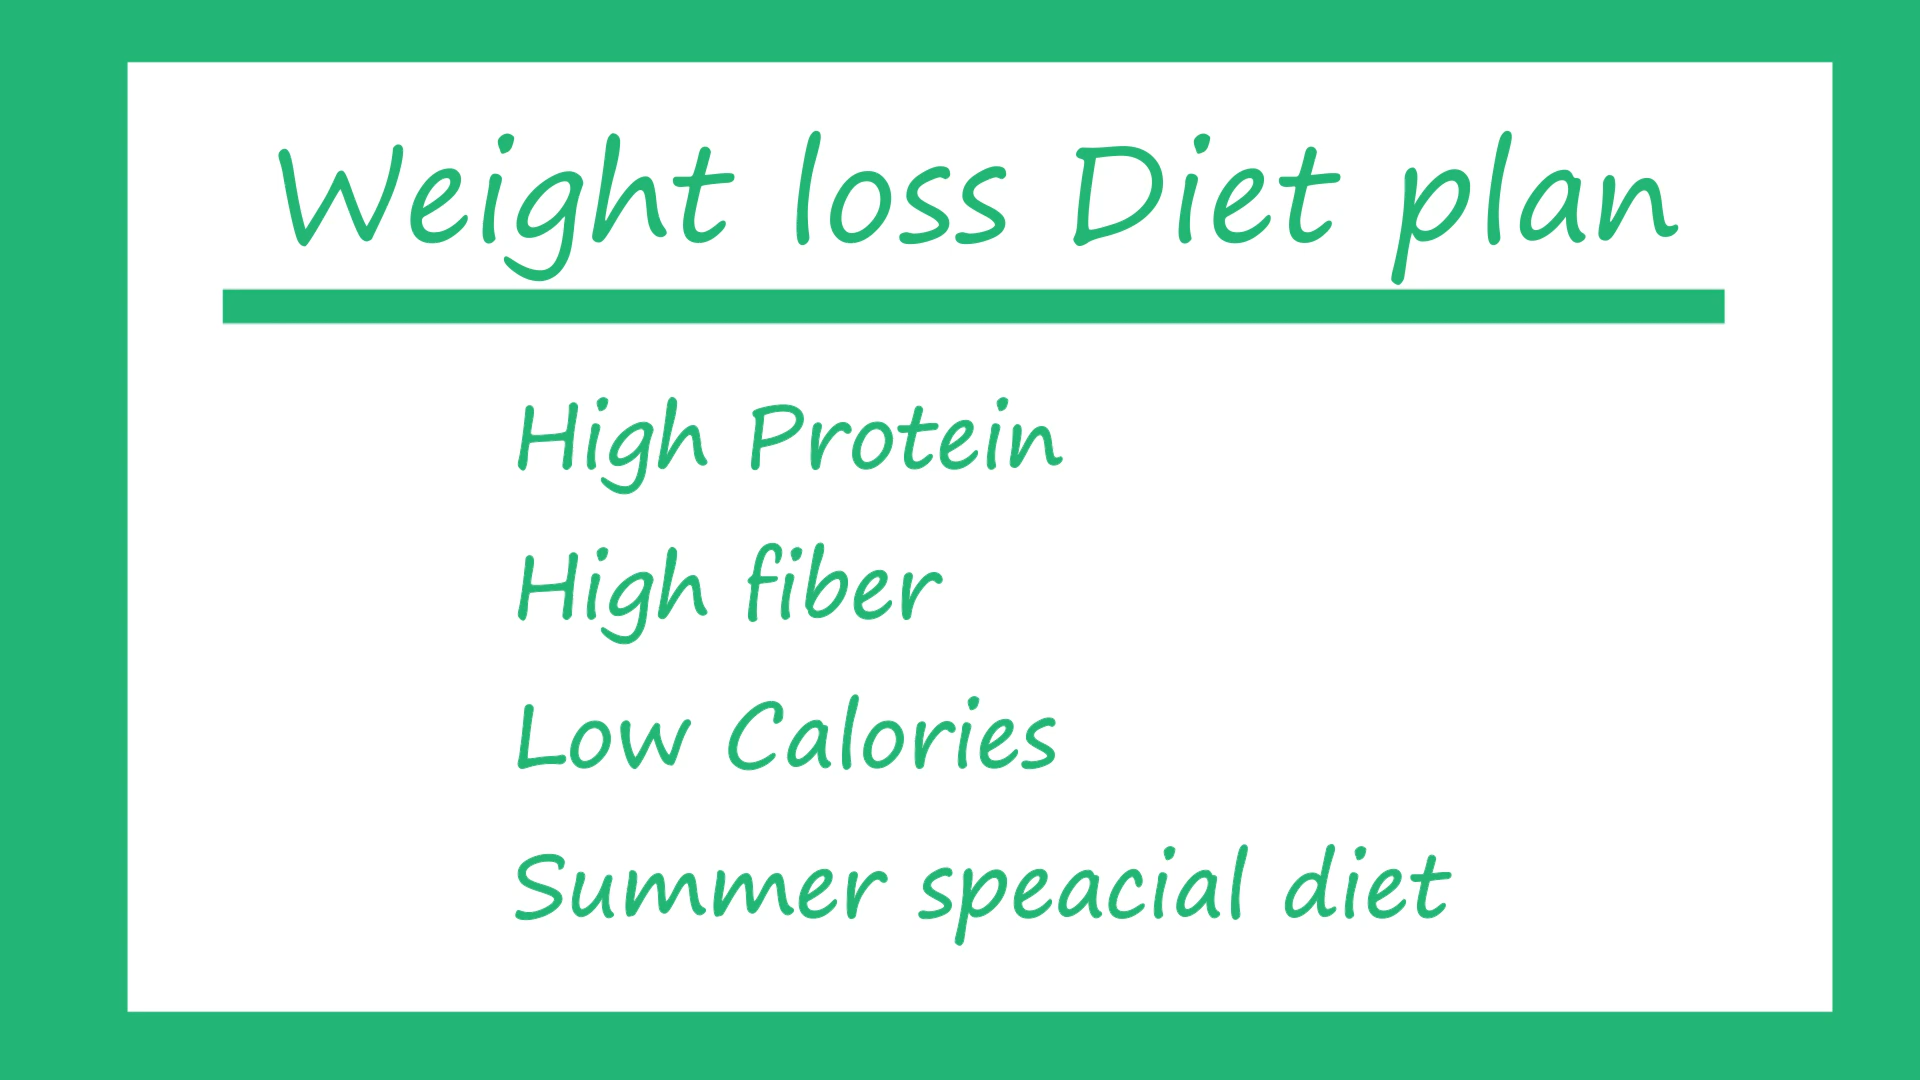 Weight loss Diet plan
High Protein
High fiber
Low Calories
Summer speacial diet